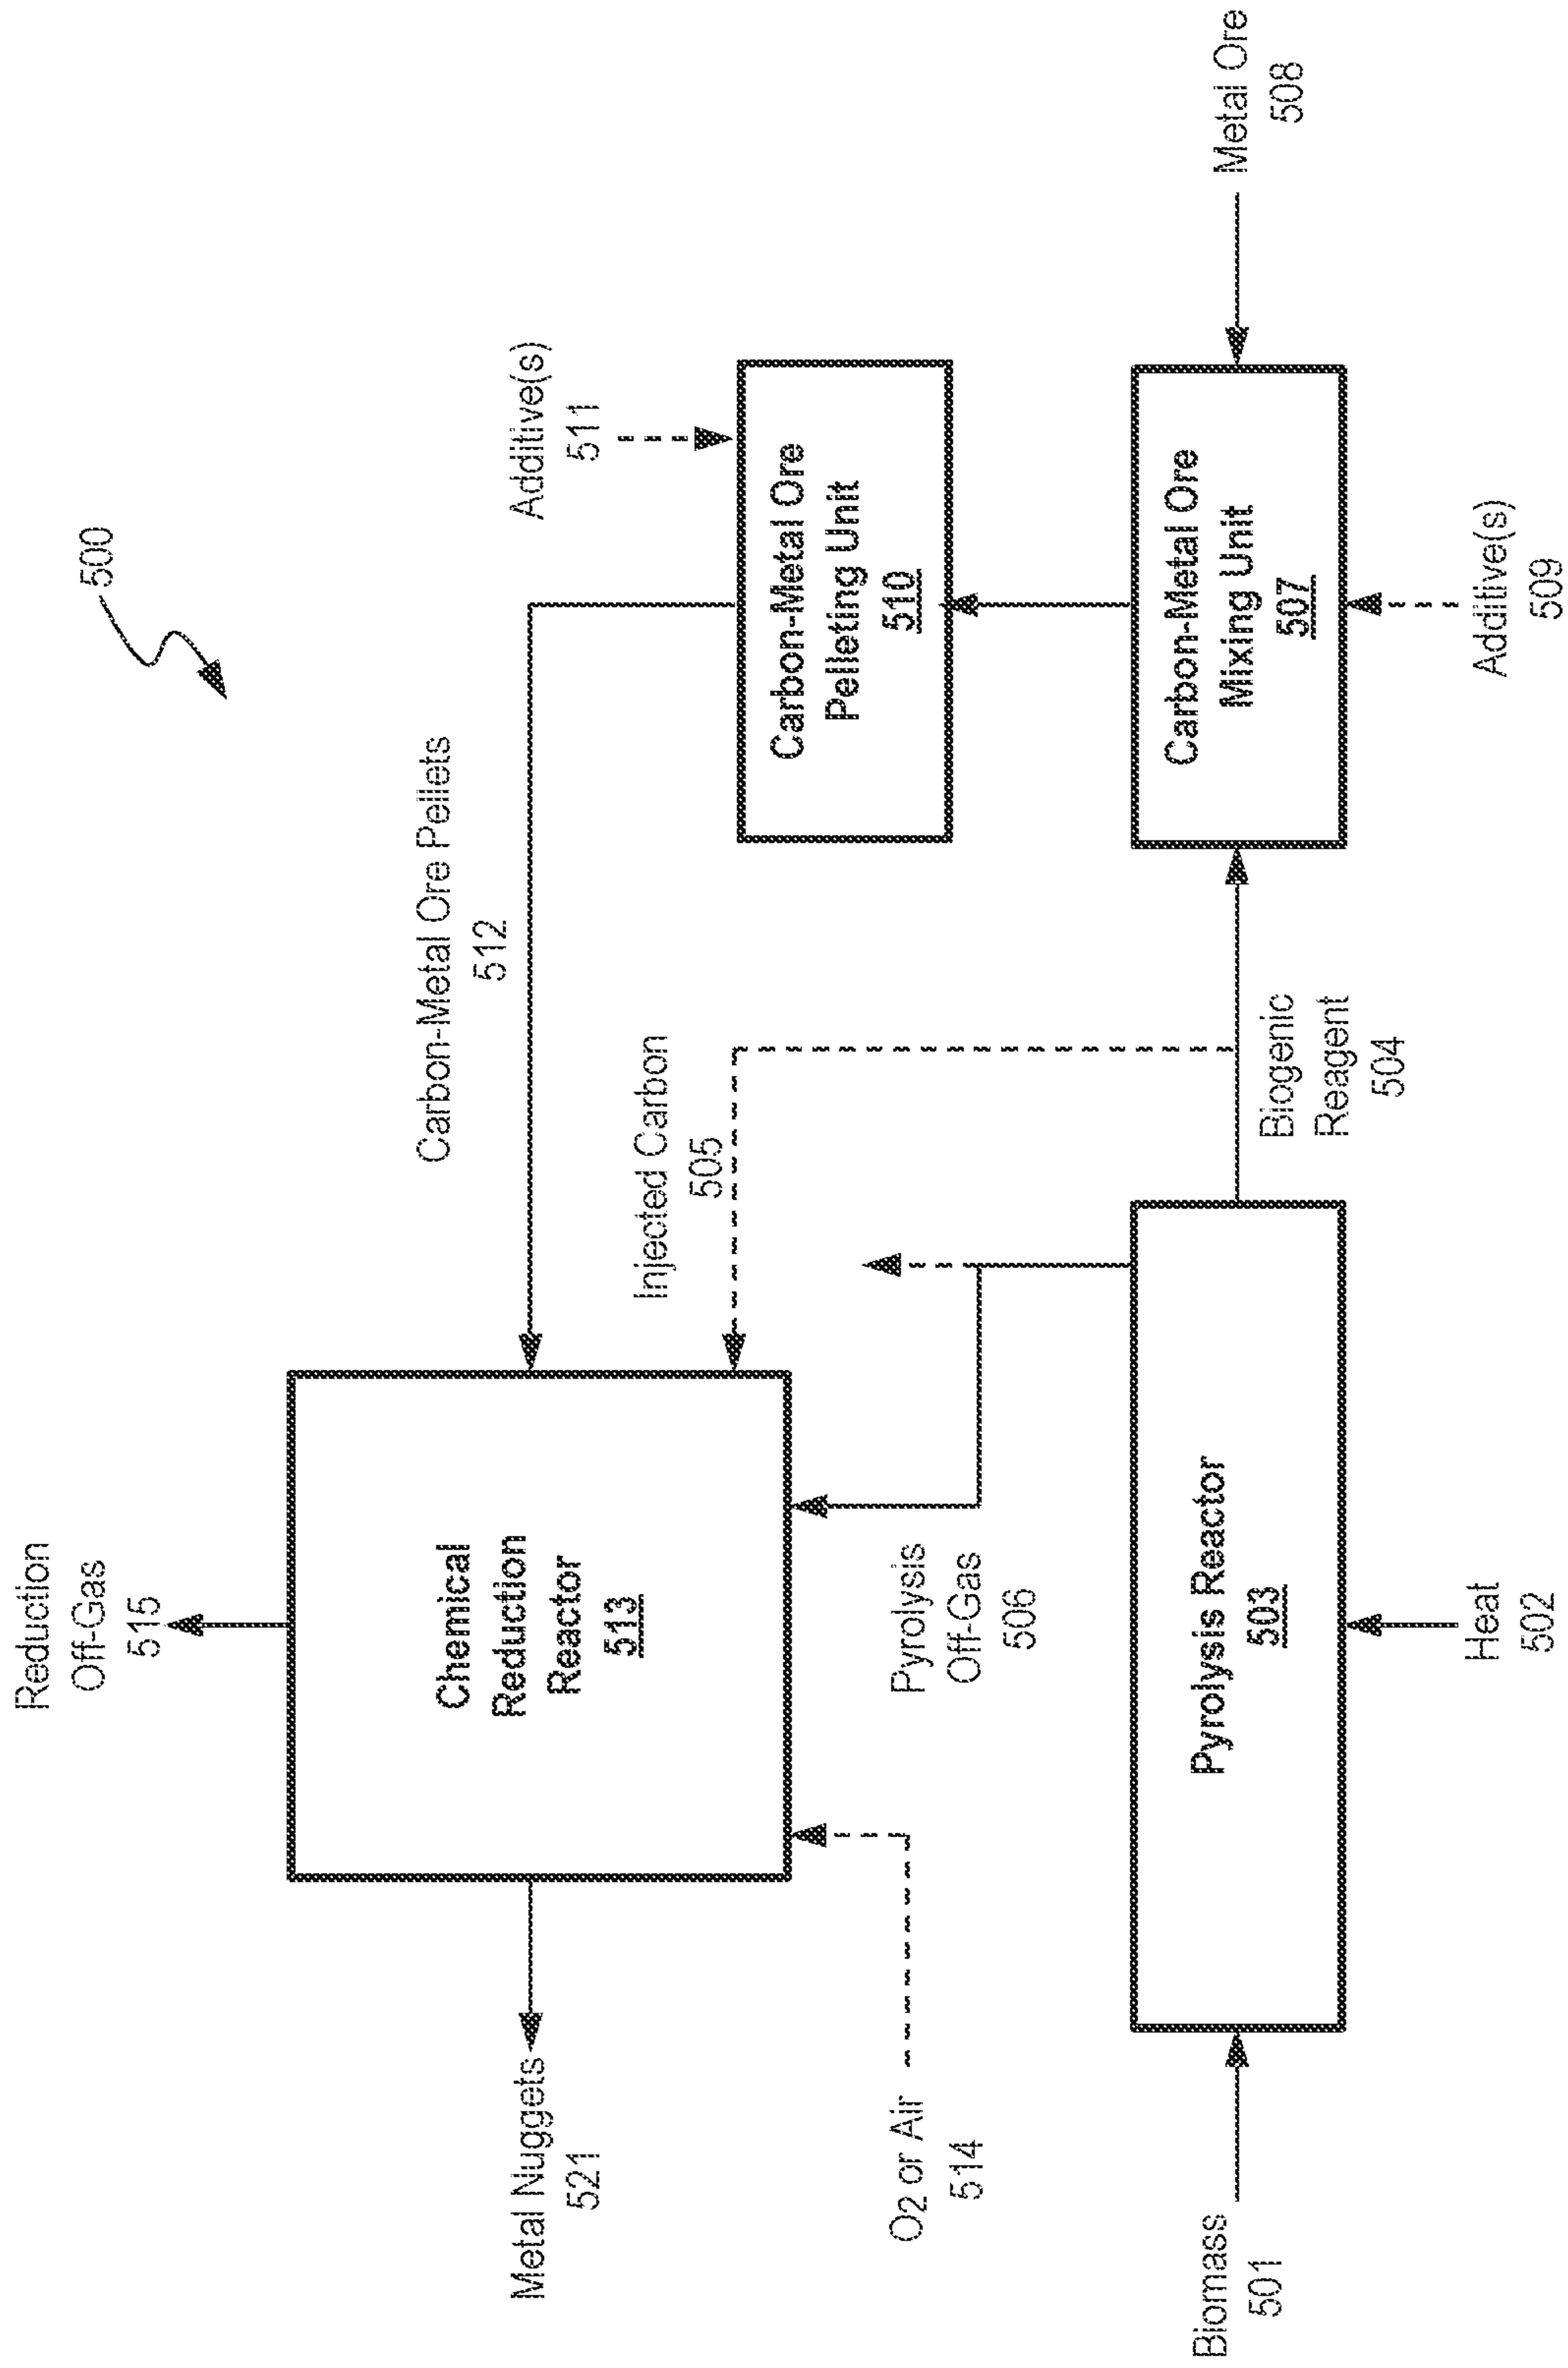 500
Reduction
Off-Gas
515
Carbon-Metal Ore Pellets
512
Additive(s)
511
Metal Nuggets
521
Chemical
Reduction
Reactor
513
Injected Carbon
505
Carbon-Metal Ore
Pelleting Unit
510
O2 or Air
514
Pyrolysis
Off-Gas
506
Biomass
501
Pyrolysis Reactor
503
Biogenic
Reagent
504
Carbon-Metal Ore
Mixing Unit
507
Metal Ore
508
Heat
502
Additive(s)
509